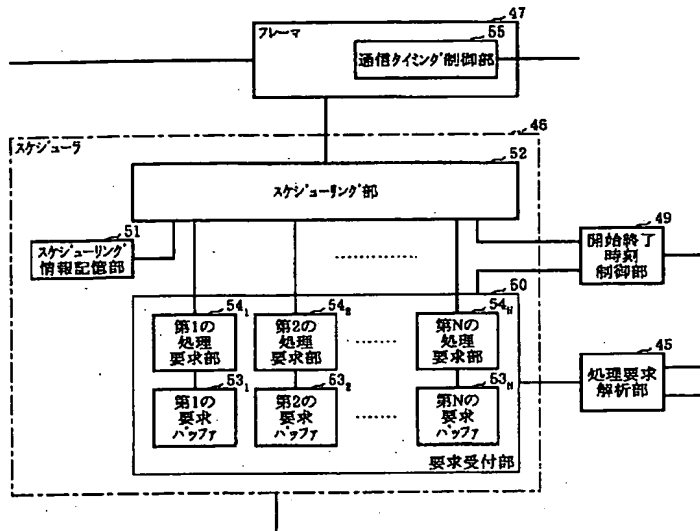 47
フレーマ
55
通信タイミング制御部
46
スケジューラ
52
スケジューリング部
51
スケジューリング
情報記憶部
49
開始終了
時刻
制御部
50
54₁
第1の
処理
要求部
54₂
第2の
処理
要求部
54N
第Nの
処理
要求部
45
処理要求
解析部
53₁
第1の
要求
バッファ
53₂
第2の
要求
バッファ
53N
第Nの
要求
バッファ
要求受付部